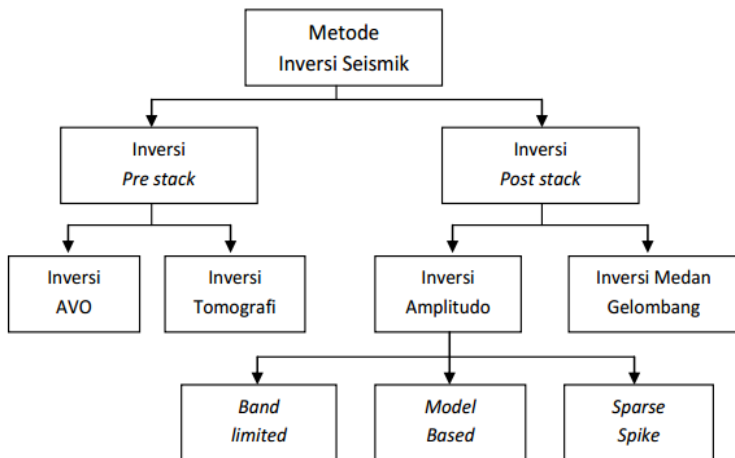 Metode
Inversi Seismik
Inversi
Pre stack
Inversi
Post stack
Inversi
AVO
Inversi
Tomografi
Inversi
Amplitudo
Inversi Medan
Gelombang
Band
limited
Model
Based
Sparse
Spike